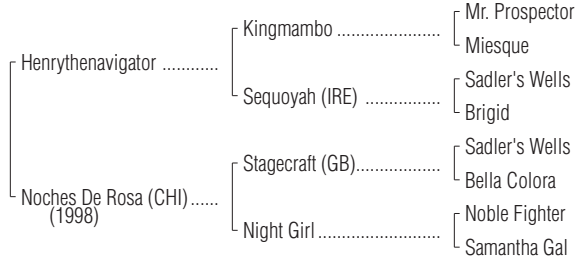 Mr. Prospector
Kingmambo ......................
Miesque
Henrythenavigator ............
Sadler's Wells
Sequoyah (IRE) ................
Brigid
Sadler's Wells
Stagecraft (GB)..................
Bella Colora
Noches De Rosa (CHI) ......
(1998)
Noble Fighter
Night Girl ..........................
Samantha Gal